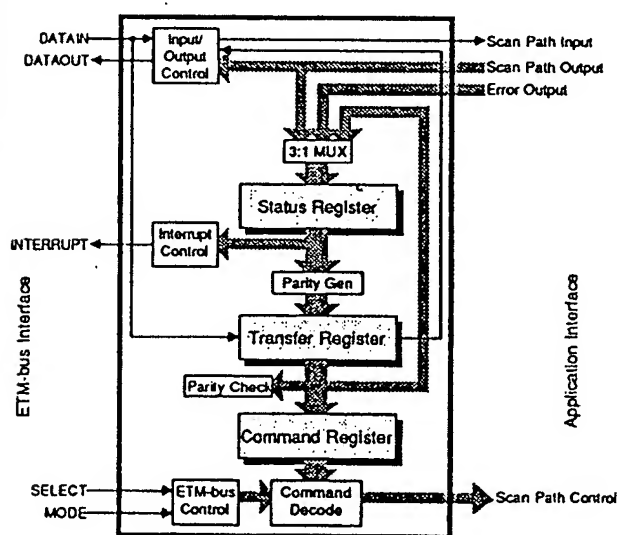 DATAIN
DATAOUT
Input/
Output
Control
Scan Path Input
Scan Path Output
Error Output
3:1 MUX
Status Register
INTERRUPT
Interrupt
Control
Parity Gen
Transfer Register
Parity Check
Command Register
SELECT
MODE
ETM-bus
Control
Command
Decode
Scan Path Control
ETM-bus Interface
Application Interface